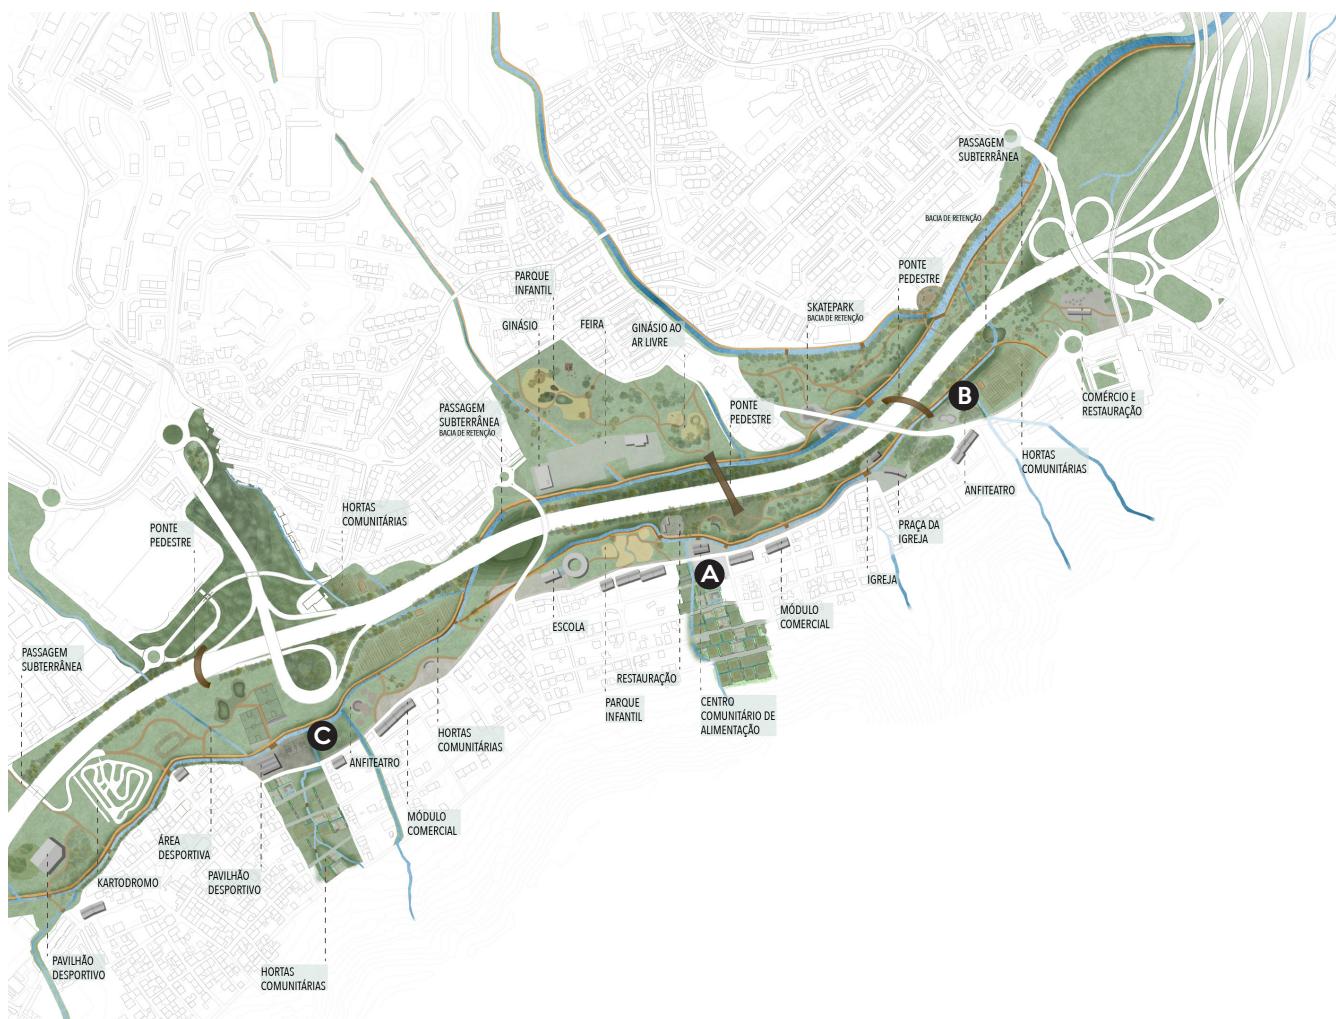 PASSAGEM
SUBTERRÂNEA
BACIA DE RETENÇÃO
PONTE
PEDESTRE
PARQUE
INFANTIL
SKATEPARK
BACIA DE RETENÇÃO
GINÁSIO
FEIRA
GINÁSIO AO
AR LIVRE
PASSAGEM
SUBTERRÂNEA
BACIA DE RETENÇÃO
PONTE
PEDESTRE
B
COMÉRCIO E
RESTAURAÇÃO
HORTAS
COMUNITÁRIAS
ANFITEATRO
HORTAS
COMUNITÁRIAS
PONTE
PEDESTRE
PRAÇA DA
IGREJA
IGREJA
A
MÓDULO
COMERCIAL
ESCOLA
PASSAGEM
SUBTERRÂNEA
RESTAURAÇÃO
PARQUE
INFANTIL
CENTRO
COMUNITÁRIO DE
ALIMENTAÇÃO
C
HORTAS
COMUNITÁRIAS
ANFITEATRO
MÓDULO
COMERCIAL
ÁREA
DESPORTIVA
KARTODROMO
PAVILHÃO
DESPORTIVO
PAVILHÃO
DESPORTIVO
HORTAS
COMUNITÁRIAS